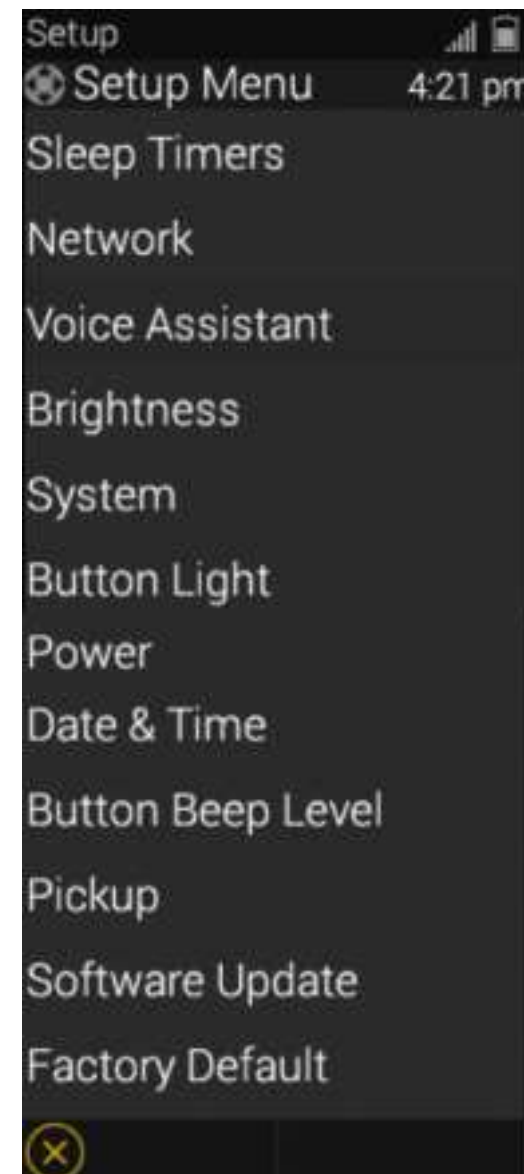 Setup
Setup Menu 4:21 pm
Sleep Timers
Network
Voice Assistant
Brightness
System
Button Light
Power
Date & Time
Button Beep Level
Pickup
Software Update
Factory Default